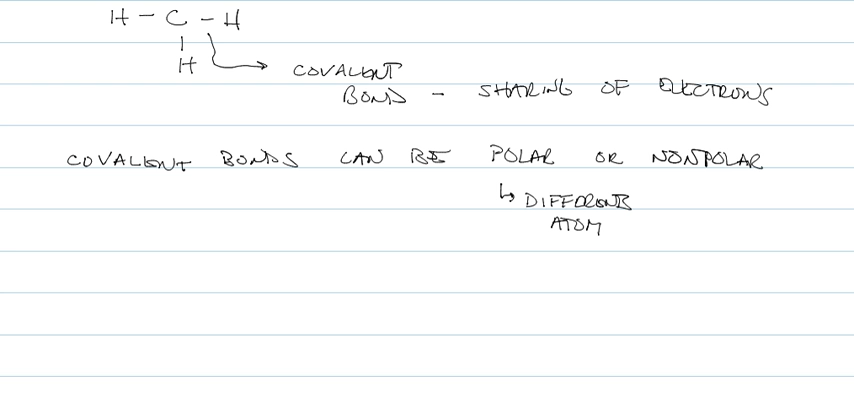 H - C - H
|
H
COVALENT
BOND - SHARING OF ELECTRONS
COVALENT BONDS CAN BE POLAR OR NONPOLAR
↳ DIFFERENT
ATOM